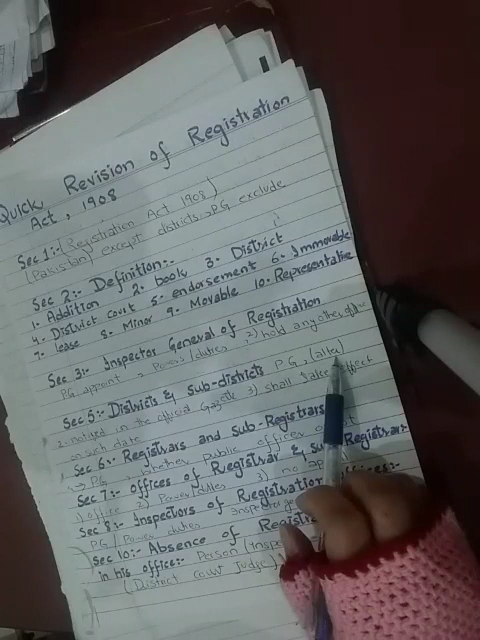 Quick Revision of Registration
Act, 1908
Sec 1:- (Registration Act 1908)
(Pakistan) except districts → PG exclude
Sec 2:- Definition:-
1. Addition 2. book 3. District
4. District court 5. endorsement 6. Immovable
7. lease 8. Minor 9. Movable 10. Representative
Sec 3:- Inspector General of Registration
PG appoint, Power/duties, 2) hold any other
Sec 5:- Districts & Sub-districts PG, (alter)
2. notified in the official Gazette 3) shall take effect
on such date
Sec 6:- Registrars and Sub-Registrars
→ PG, whether public officer or not
Sec 7:- offices of Registrar & sub Registrar:-
1) office 2) Power/duties 3) no
Sec 8:- Inspectors of Registration offices:-
PG / Power duties
Sec 10:- Absence of
in his office:- Person
(District court Judge)